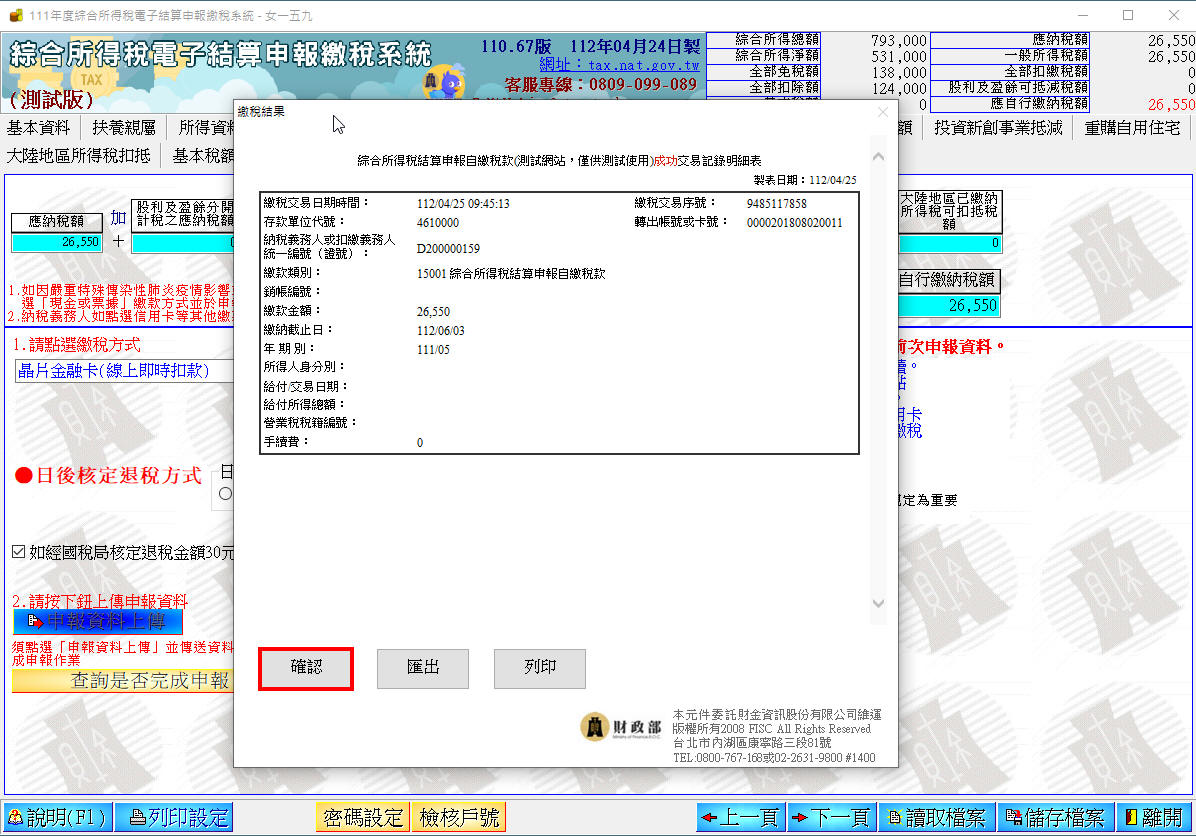 111年度綜合所得稅電子結算申報繳稅系統 - 女一五九
綜合所得稅電子結算申報繳稅系統
TAX
(測試版)
110.67版 112年04月24日製
網址：tax.nat.gov.tw
客服專線：0809-099-089
綜合所得總額 793,000 應納稅額 26,550
綜合所得淨額 531,000 一般所得稅額 26,550
全部免稅額 138,000 全部扣繳稅額 0
全部扣除額 124,000 股利及盈餘可抵減稅額 0
0 應自行繳納稅額 26,550
基本資料 扶養親屬 所得資料 額 投資新創事業抵減 重購自用住宅
大陸地區所得稅扣抵 基本稅額
應納稅額
26,550
加
+
股利及盈餘分開
計稅之應納稅額
0
大陸地區已繳納
所得稅可扣抵稅
額
0
自行繳納稅額
26,550
1.如因嚴重特殊傳染性肺炎疫情影響
選「現金或票據」繳款方式並於申
2.納稅義務人如點選信用卡等其他繳
1.請點選繳稅方式
晶片金融卡(線上即時扣款)
前次申報資料。
續。
站
用卡
繳稅
●日後核定退稅方式
日
規定為重要
如經國稅局核定退稅金額30元
2.請按下鈕上傳申報資料
申報資料上傳
須點選「申報資料上傳」並傳送資料
成申報作業
查詢是否完成申報
繳稅結果
綜合所得稅結算申報自繳稅款(測試網站，僅供測試使用)成功交易記錄明細表
製表日期：112/04/25
繳稅交易日期時間： 112/04/25 09:45:13 繳稅交易序號： 9485117858
存款單位代號： 4610000 轉出帳號或卡號： 0000201808020011
納稅義務人或扣繳義務人
統一編號（證號）： D200000159
繳款類別： 15001 綜合所得稅結算申報自繳稅款
銷帳編號：
繳款金額： 26,550
繳納截止日： 112/06/03
年 期 別： 111/05
所得人身分別：
給付/交易日期：
給付所得總額：
營業稅稅籍編號：
手續費： 0
確認 匯出 列印
財政部
本元件委託財金資訊股份有限公司維運
版權所有2008 FISC All Rights Reserved
台北市內湖區康寧路三段81號
TEL:0800-767-168或02-2631-9800 #1400
說明(F1) 列印設定 密碼設定 檢核戶號 上一頁 下一頁 讀取檔案 儲存檔案 離開